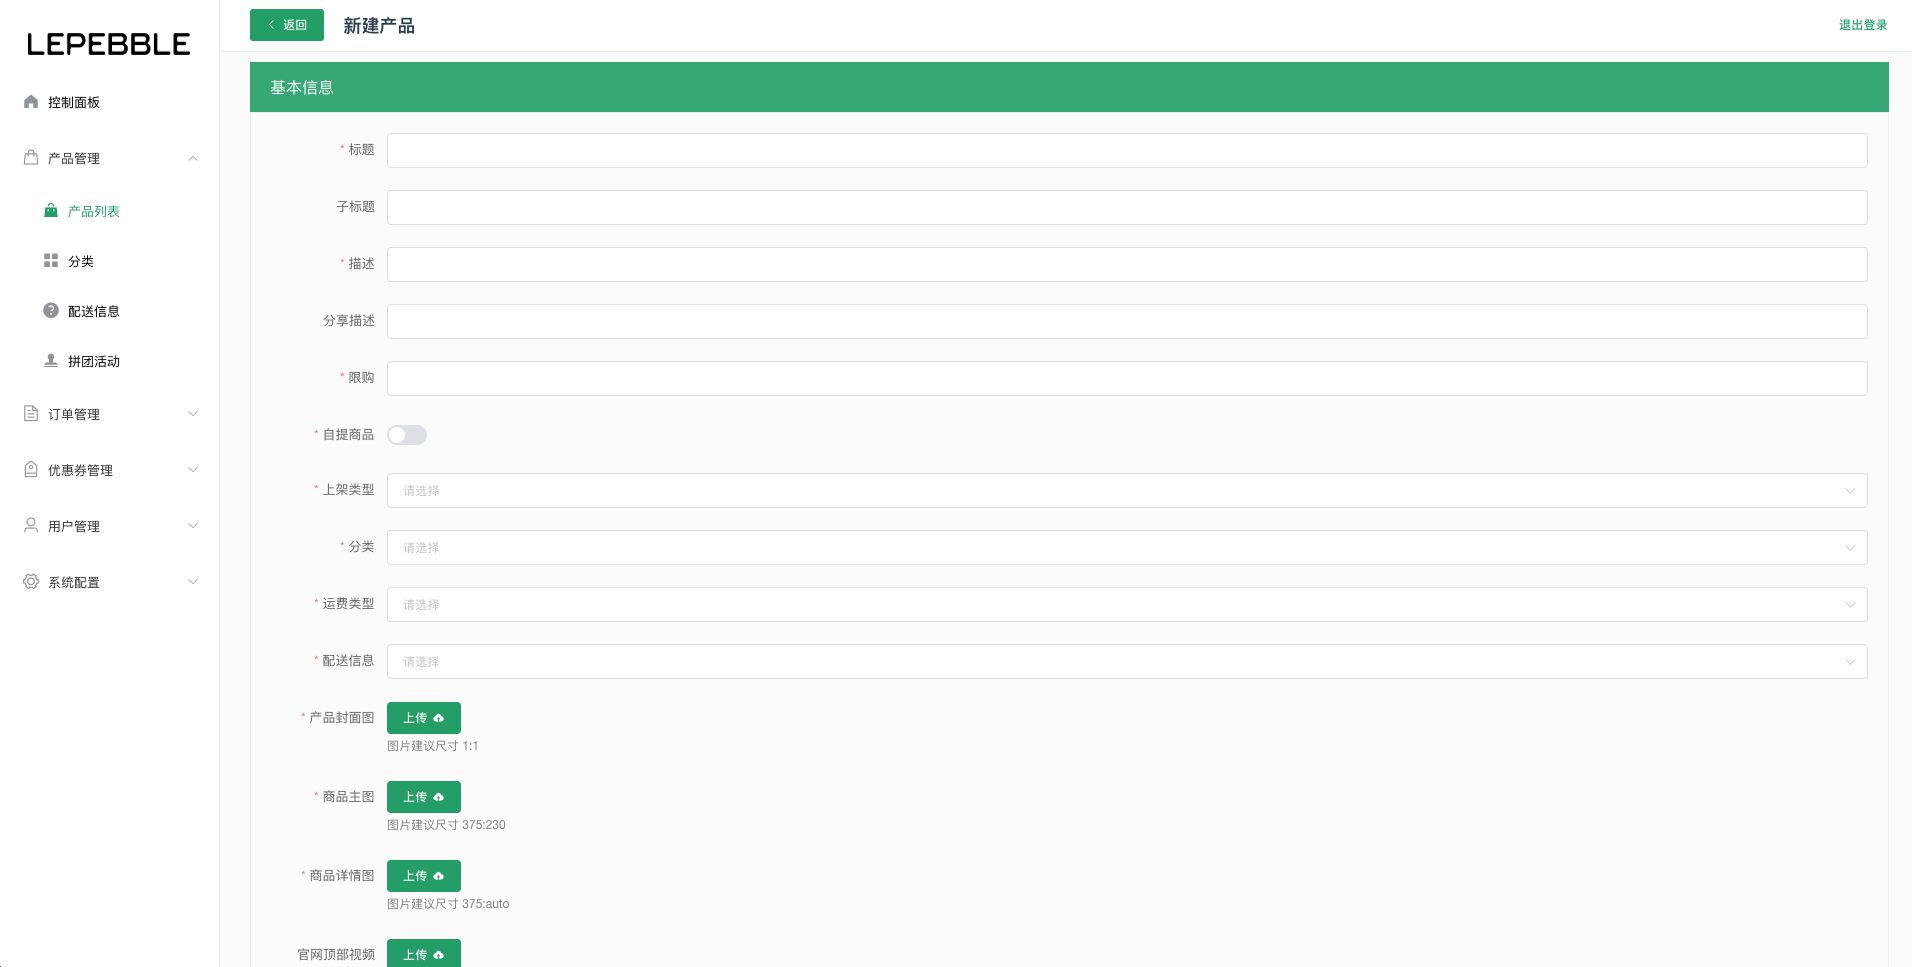 LEPEBBLE
控制面板
产品管理
产品列表
分类
配送信息
拼团活动
订单管理
优惠券管理
用户管理
系统配置
返回
新建产品
退出登录
基本信息
* 标题
子标题
* 描述
分享描述
* 限购
* 自提商品
* 上架类型 请选择
* 分类 请选择
* 运费类型 请选择
* 配送信息 请选择
* 产品封面图 上传
图片建议尺寸 1:1
* 商品主图 上传
图片建议尺寸 375:230
* 商品详情图 上传
图片建议尺寸 375:auto
官网顶部视频 上传